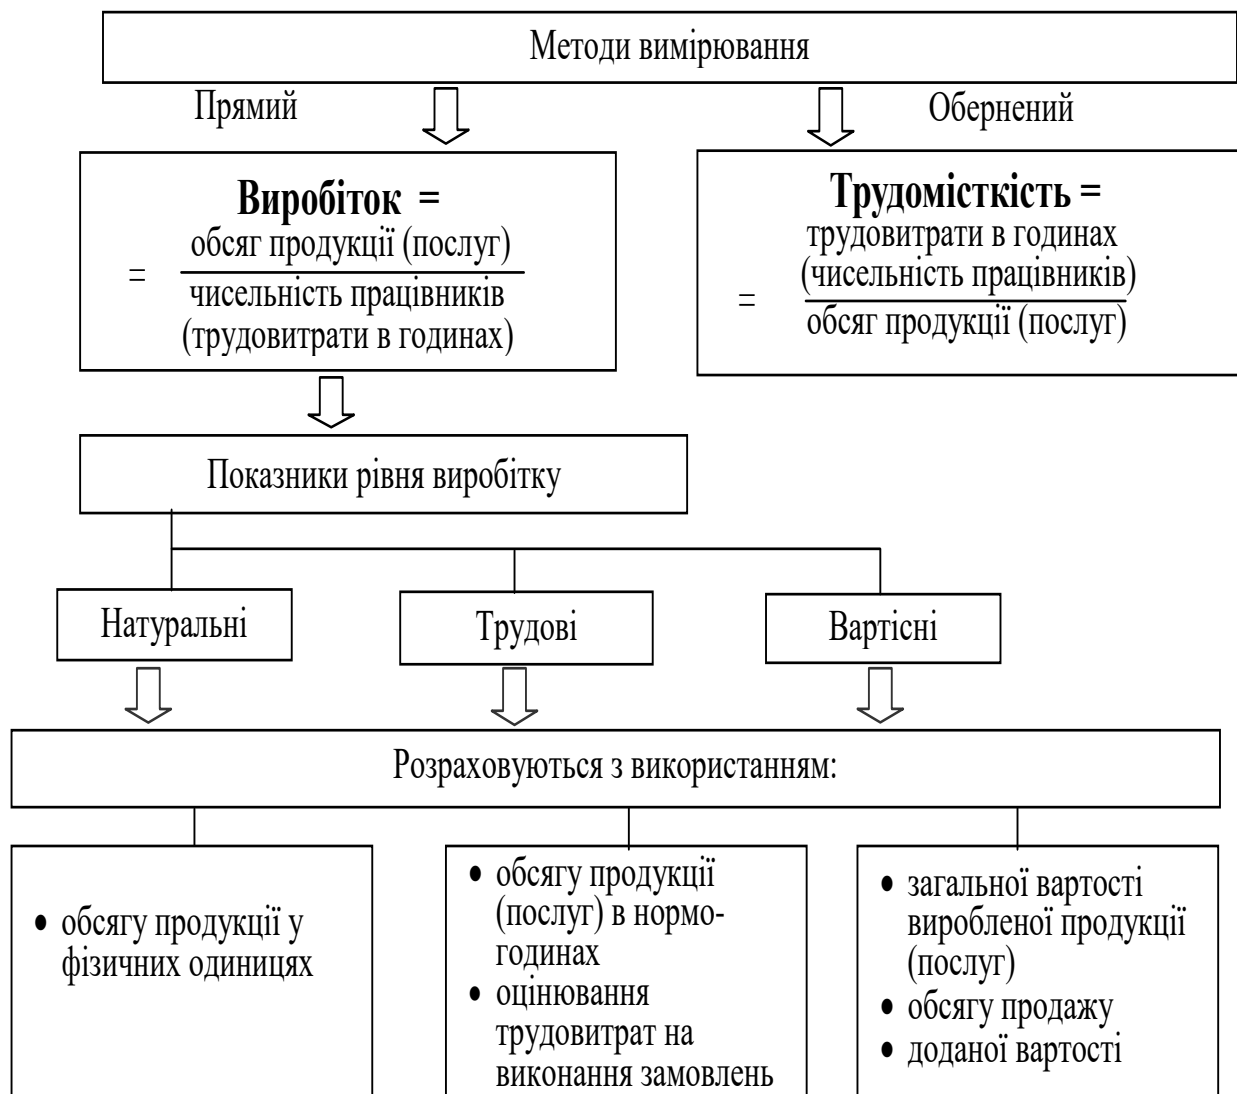 Методи вимірювання
Прямий
Обернений
Виробіток =
обсяг продукції (послуг)
=
чисельність працівників
(трудовитрати в годинах)
Трудомісткість =
трудовитрати в годинах
(чисельність працівників)
=
обсяг продукції (послуг)
Показники рівня виробітку
Натуральні
Трудові
Вартісні
Розраховуються з використанням:
• обсягу продукції у
фізичних одиницях
• обсягу продукції
(послуг) в нормо-
годинах
• оцінювання
трудовитрат на
виконання замовлень
• загальної вартості
виробленої продукції
(послуг)
• обсягу продажу
• доданої вартості